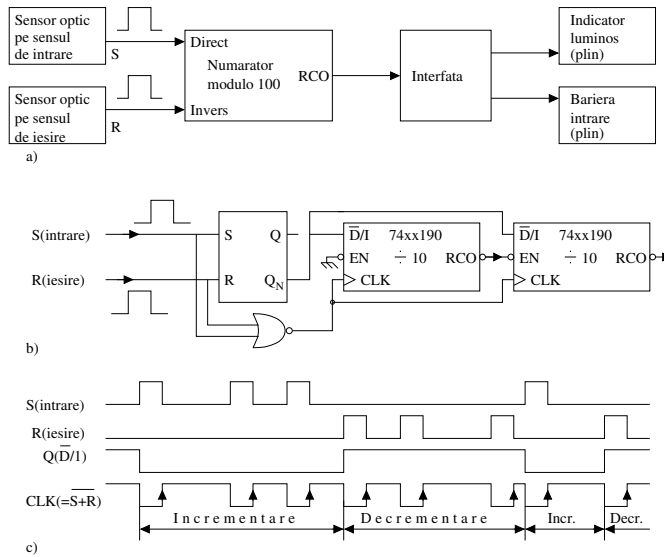 Sensor optic
pe sensul
de intrare
S
Direct
Numarator
modulo 100
RCO
Invers
Interfata
Indicator
luminos
(plin)
Sensor optic
pe sensul
de iesire
R
Bariera
intrare
(plin)
a)
S(intrare)
R(iesire)
S
Q
R
QN
D/I 74xx190
EN ÷ 10 RCO
CLK
D/I 74xx190
EN ÷ 10 RCO
CLK
b)
S(intrare)
R(iesire)
Q(D/1)
CLK(=S+R)
Incrementare
Decrementare
Incr.
Decr.
c)